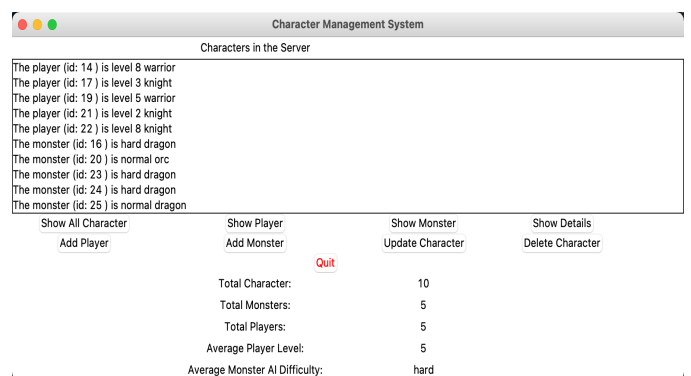 Character Management System
Characters in the Server
The player (id: 14 ) is level 8 warrior
The player (id: 17 ) is level 3 knight
The player (id: 19 ) is level 5 warrior
The player (id: 21 ) is level 2 knight
The player (id: 22 ) is level 8 knight
The monster (id: 16 ) is hard dragon
The monster (id: 20 ) is normal orc
The monster (id: 23 ) is hard dragon
The monster (id: 24 ) is hard dragon
The monster (id: 25 ) is normal dragon
Show All Character Show Player Show Monster Show Details
Add Player Add Monster Update Character Delete Character
Quit
Total Character: 10
Total Monsters: 5
Total Players: 5
Average Player Level: 5
Average Monster AI Difficulty: hard